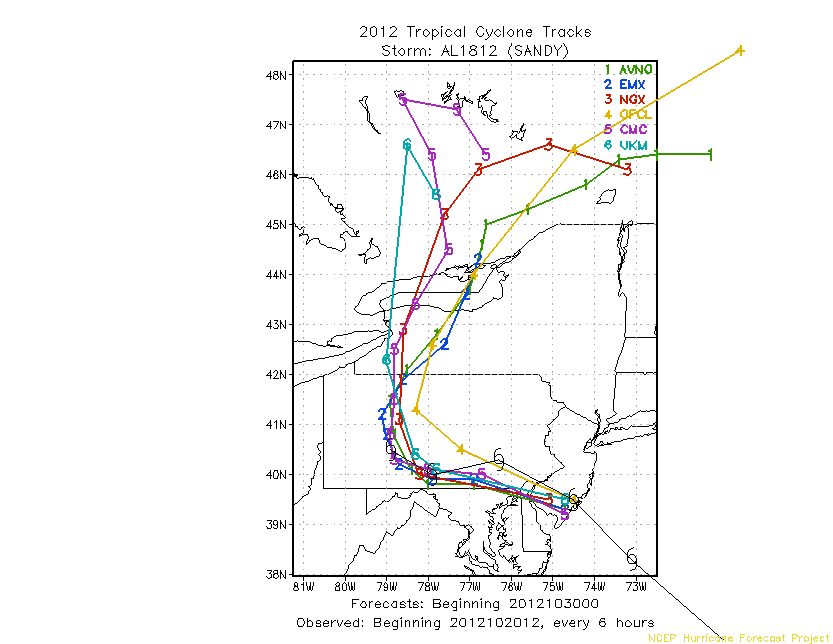 2012 Tropical Cyclone Tracks
Storm: AL1812 (SANDY)
1 AVNO
2 EMX
3 NGX
4 OFCL
5 CMC
6 UKM
48N
47N
46N
45N
44N
43N
42N
41N
40N
39N
38N
81W 80W 79W 78W 77W 76W 75W 74W 73W
Forecasts: Beginning 2012103000
Observed: Beginning 2012102012, every 6 hours
NCEP Hurricane Forecast Project